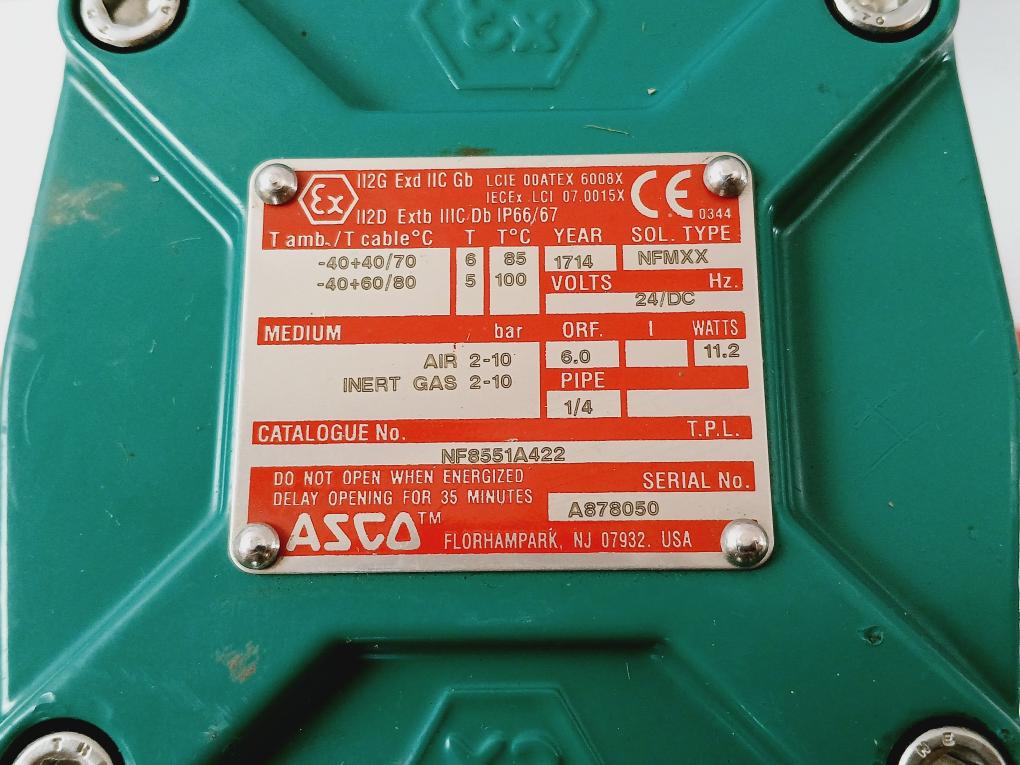 Ex
II2G Exd IIC Gb LCIE 00ATEX 6008X
IECEx LCI 07.0015X
II2D Extb IIIC Db IP66/67
CE 0344
T amb./T cable°C T T°C YEAR SOL. TYPE
-40+40/70 6 85 1714 NFMXX
-40+60/80 5 100 VOLTS Hz.
24/DC
MEDIUM bar ORF. I WATTS
AIR 2-10 6.0 11.2
INERT GAS 2-10 PIPE
1/4
CATALOGUE No. T.P.L.
NF8551A422
DO NOT OPEN WHEN ENERGIZED SERIAL No.
DELAY OPENING FOR 35 MINUTES A878050
ASCO™ FLORHAMPARK, NJ 07932. USA